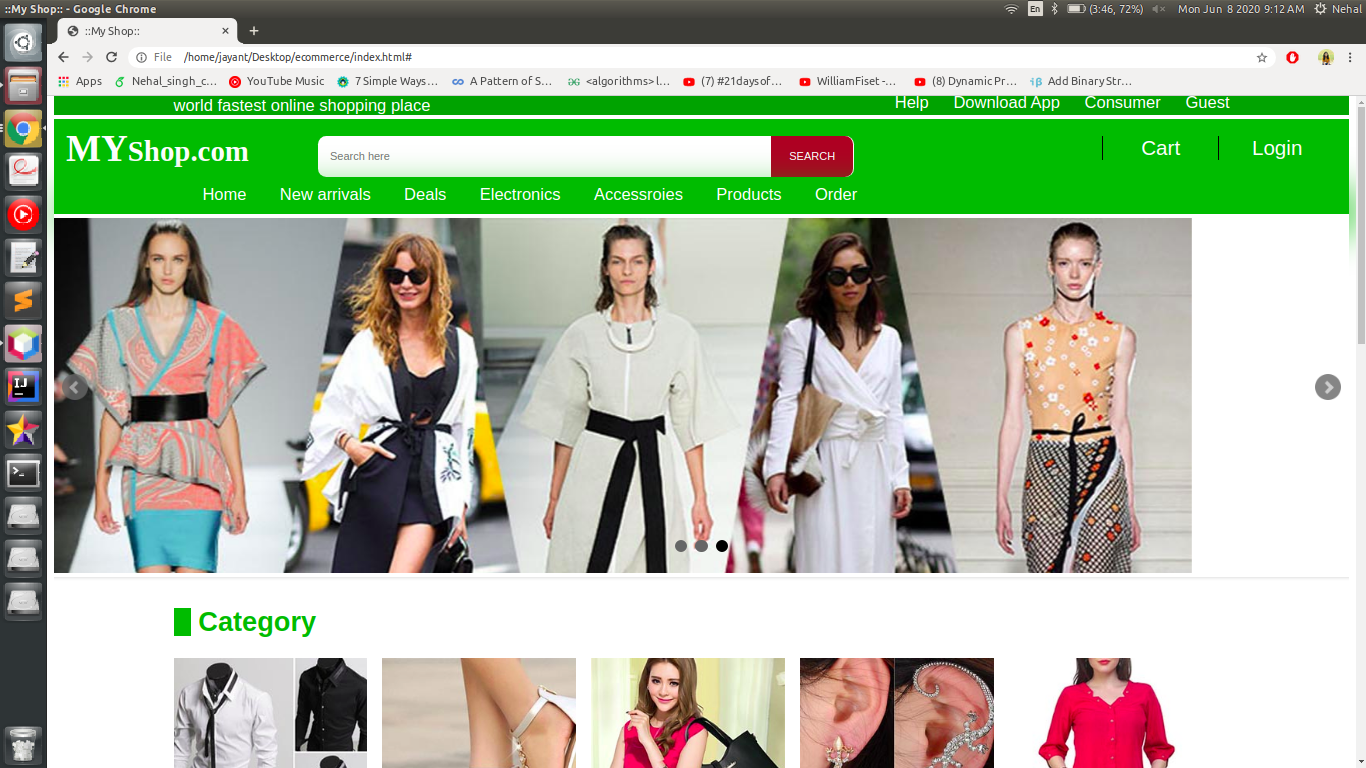 ::My Shop:: - Google Chrome En (3:46, 72%) Mon Jun 8 2020 9:12 AM Nehal
::My Shop::
File /home/jayant/Desktop/ecommerce/index.html#
Apps Nehal_singh_c... YouTube Music 7 Simple Ways... A Pattern of S... <algorithms> l... (7) #21daysof... WilliamFiset -... (8) Dynamic Pr... Add Binary Str...
world fastest online shopping place Help Download App Consumer Guest
MYShop.com Search here SEARCH Cart Login
Home New arrivals Deals Electronics Accessroies Products Order
Category
IJ